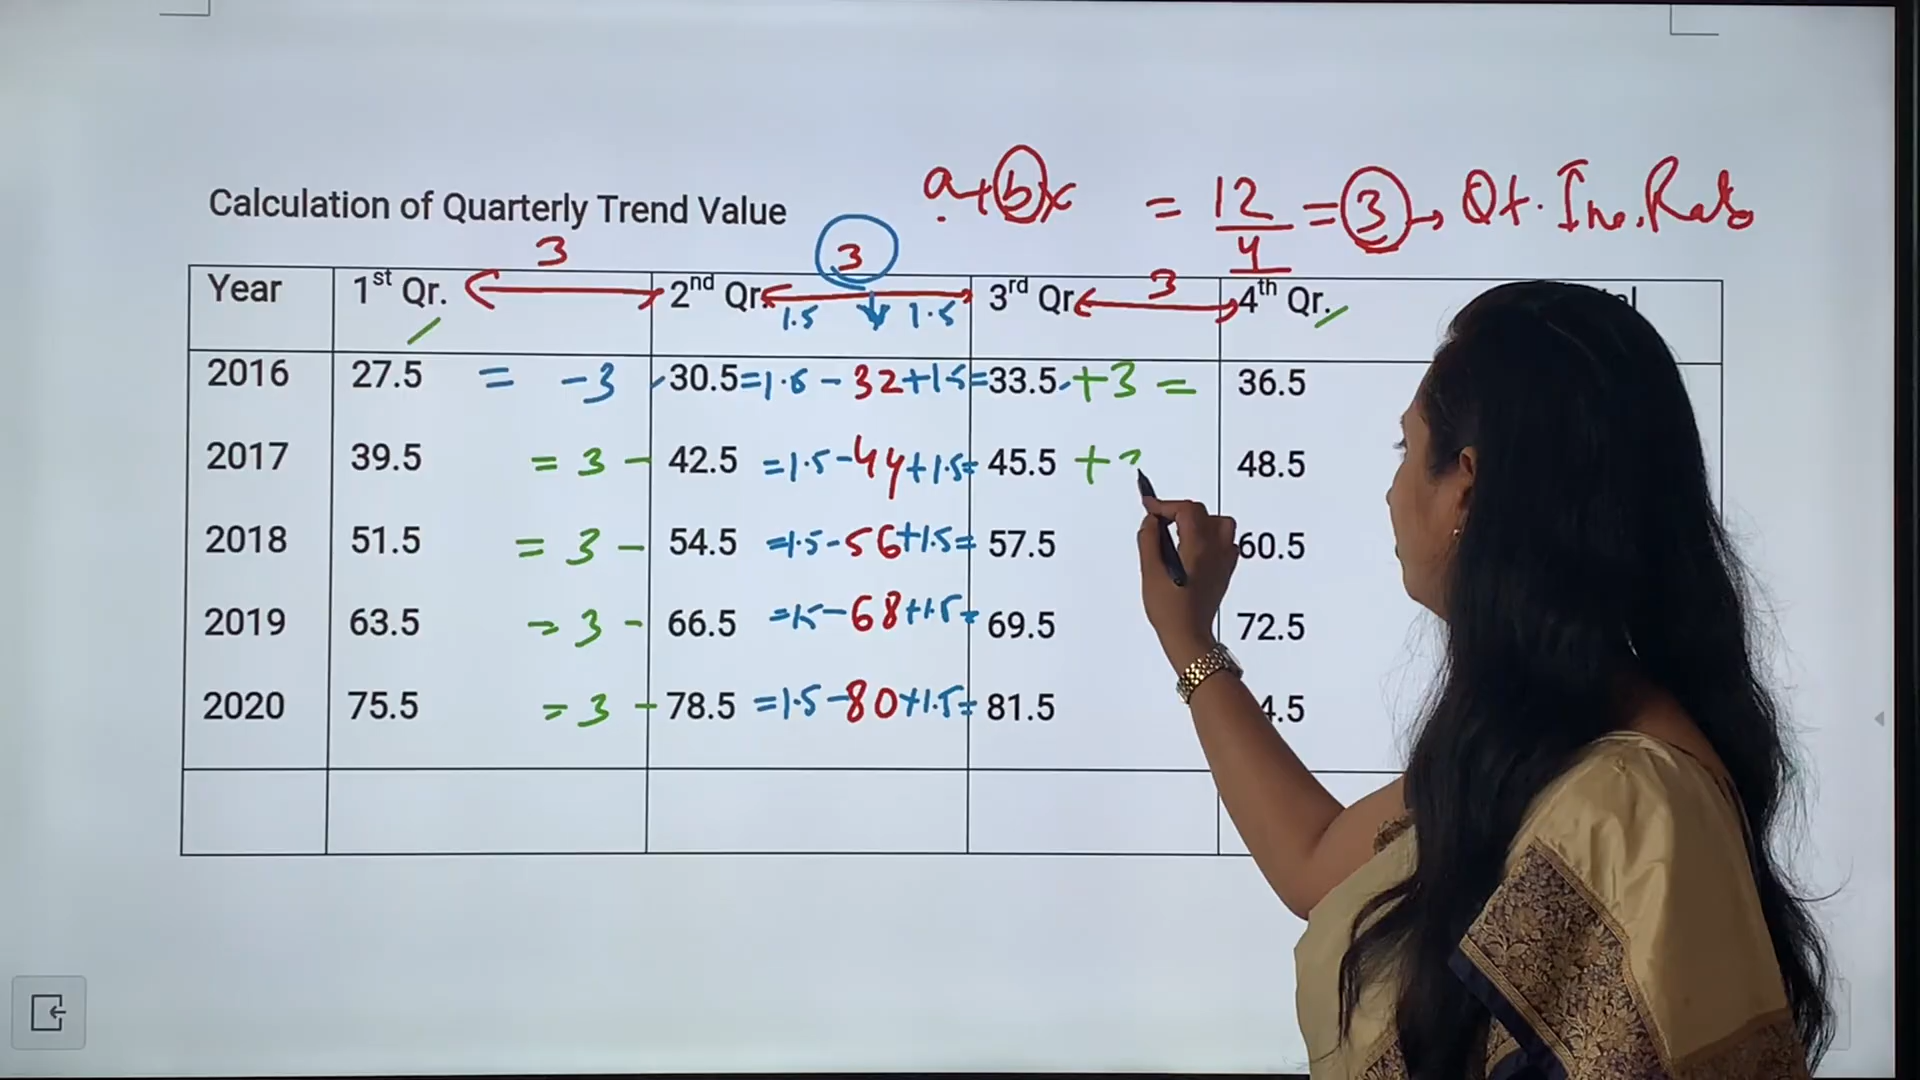 a+bx = 12/4 = 3 → Qt. Inc. Rate
Calculation of Quarterly Trend Value
3 3 3
Year 1st Qr. 2nd Qr. 3rd Qr 4th Qr.
1.5 1.5
2016 27.5 = -3 - 30.5 =1.5 - 32 +1.5= 33.5 +3 = 36.5
2017 39.5 = 3 - 42.5 =1.5-44+1.5= 45.5 + 48.5
2018 51.5 = 3 - 54.5 =1.5-56+1.5= 57.5 60.5
2019 63.5 = 3 - 66.5 =15-68+1.5= 69.5 72.5
2020 75.5 = 3 - 78.5 =1.5-80+1.5= 81.5 4.5